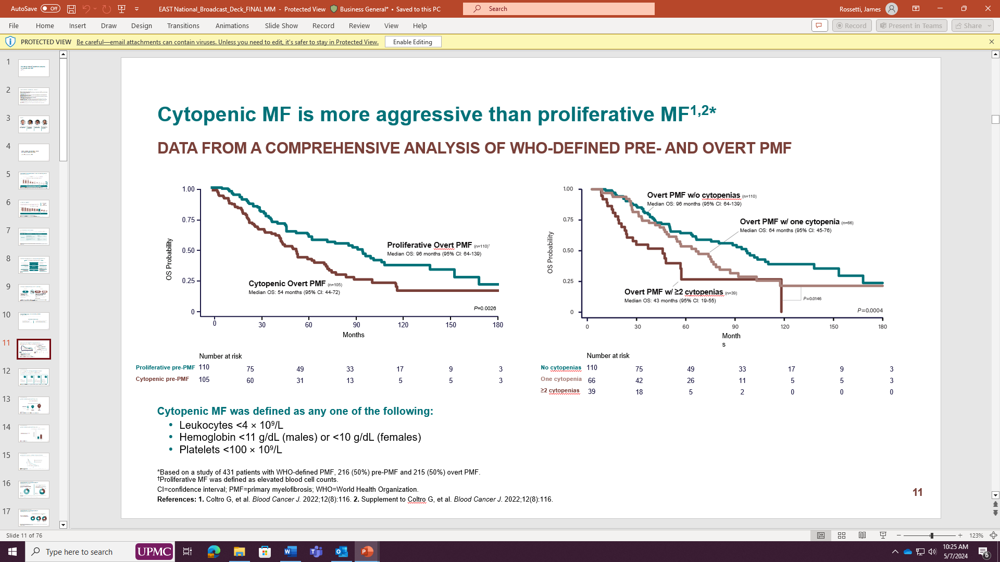 AutoSave Off EAST National_Broadcast_Deck_FINAL MM - Protected View Business General* • Saved to this PC Search Rossetti, James
File Home Insert Draw Design Transitions Animations Slide Show Record Review View Help Record Present in Teams Share
PROTECTED VIEW Be careful—email attachments can contain viruses. Unless you need to edit, it's safer to stay in Protected View. Enable Editing
1
2
3
4
5
6
7
8
9
10
11
12
13
14
15
16
17
Cytopenic MF is more aggressive than proliferative MF1,2*
DATA FROM A COMPREHENSIVE ANALYSIS OF WHO-DEFINED PRE- AND OVERT PMF
OS Probability
1.00
0.75
0.50
0.25
0
Proliferative Overt PMF (n=110)†
Median OS: 96 months (95% CI: 64-139)
Cytopenic Overt PMF (n=105)
Median OS: 54 months (95% CI: 44-72)
P=0.0026
0 30 60 90 120 150 180
Months
Number at risk
Proliferative pre-PMF 110 75 49 33 17 9 3
Cytopenic pre-PMF 105 60 31 13 5 5 3
OS Probability
1.00
0.75
0.50
0.25
0
Overt PMF w/o cytopenias (n=110)
Median OS: 96 months (95% CI: 64-139)
Overt PMF w/ one cytopenia (n=66)
Median OS: 64 months (95% CI: 45-76)
Overt PMF w/ ≥2 cytopenias (n=39)
Median OS: 43 months (95% CI: 19-55)
P=0.0146
P=0.0004
0 30 60 90 120 150 180
Month
s
Number at risk
No cytopenias 110 75 49 33 17 9 3
One cytopenia 66 42 26 11 5 5 3
≥2 cytopenias 39 18 5 2 0 0 0
Cytopenic MF was defined as any one of the following:
• Leukocytes <4 × 10⁹/L
• Hemoglobin <11 g/dL (males) or <10 g/dL (females)
• Platelets <100 × 10⁹/L
*Based on a study of 431 patients with WHO-defined PMF, 216 (50%) pre-PMF and 215 (50%) overt PMF.
†Proliferative MF was defined as elevated blood cell counts.
CI=confidence interval; PMF=primary myelofibrosis; WHO=World Health Organization.
References: 1. Coltro G, et al. Blood Cancer J. 2022;12(8):116. 2. Supplement to Coltro G, et al. Blood Cancer J. 2022;12(8):116.
11
Slide 11 of 76 123%
Type here to search UPMC 10:25 AM
5/7/2024
6